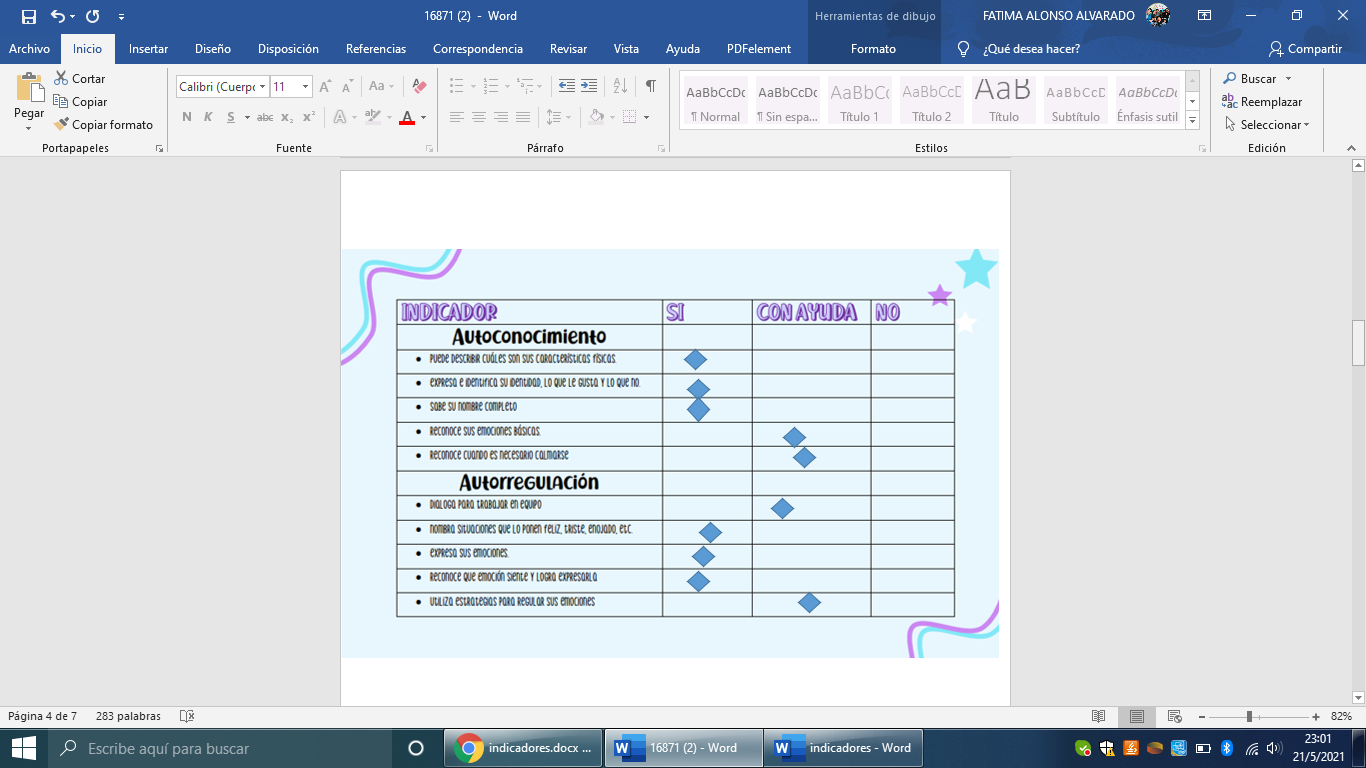 16871 (2) - Word
Herramientas de dibujo
FATIMA ALONSO ALVARADO
Archivo Inicio Insertar Diseño Disposición Referencias Correspondencia Revisar Vista Ayuda PDFelement Formato ¿Qué desea hacer? Compartir
Pegar
Cortar
Copiar
Copiar formato
Portapapeles
Calibri (Cuerpo 11
Aa
N K S abc x₂ x² A aby A
Fuente
Párrafo
AaBbCcDc AaBbCcDc AaBbCc AaBbCcD AaB AaBbCcD AaBbCcDc
¶ Normal ¶ Sin espa... Título 1 Título 2 Título Subtítulo Énfasis sutil
Estilos
Buscar
Reemplazar
Seleccionar
Edición
INDICADOR SI CON AYUDA NO
Autoconocimiento
• Puede describir cuáles son sus características físicas.
• Expresa e identifica su identidad, lo que le gusta y lo que no.
• Sabe su nombre completo
• Reconoce sus emociones básicas.
• Reconoce cuando es necesario calmarse
Autorregulación
• Dialoga para trabajar en equipo
• Nombra situaciones que lo ponen feliz, triste, enojado, etc.
• Expresa sus emociones.
• Reconoce que emoción siente y logra expresarla
• Utiliza estrategias para regular sus emociones
Página 4 de 7 283 palabras 82%
Escribe aquí para buscar
indicadores.docx ...
16871 (2) - Word
indicadores - Word
23:01
21/5/2021